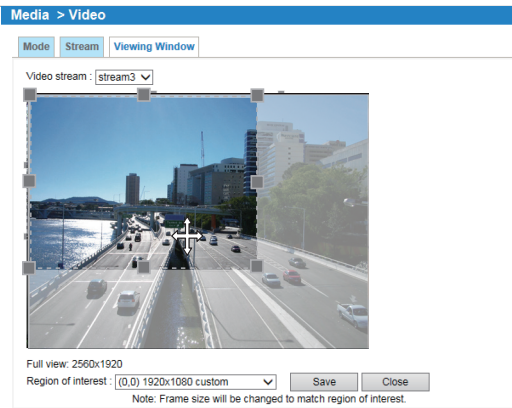 Media > Video
Mode Stream Viewing Window
Video stream : stream3
Full view: 2560x1920
Region of interest : (0,0) 1920x1080 custom Save Close
Note: Frame size will be changed to match region of interest.